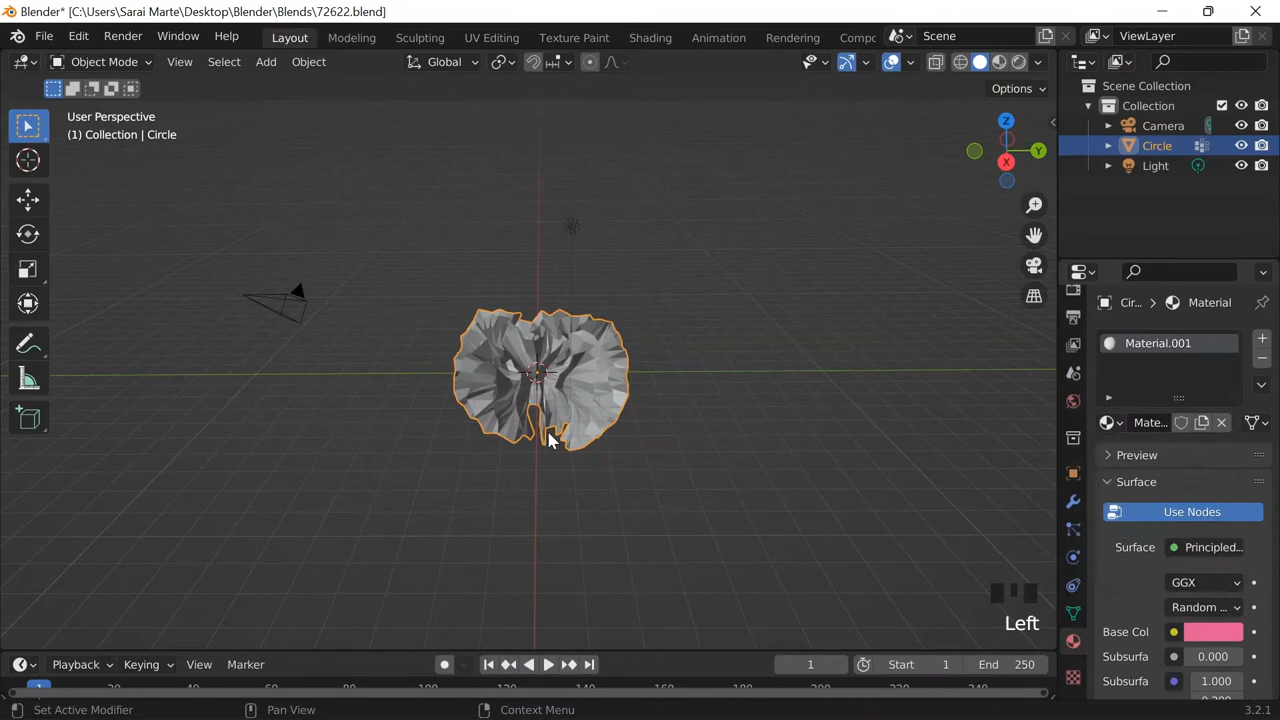 Blender* [C:\Users\Sarai Marte\Desktop\Blender\Blends\72622.blend]
File Edit Render Window Help Layout Modeling Sculpting UV Editing Texture Paint Shading Animation Rendering Compc Scene ViewLayer
Object Mode View Select Add Object Global
Options
User Perspective
(1) Collection | Circle
Z
Y
X
Scene Collection
Collection
Camera
Circle
Light
Cir... > Material
Material.001
Mate...
Preview
Surface
Use Nodes
Surface Principled...
GGX
Random ...
Base Col
Subsurfa 0.000
Subsurfa 1.000
0.200
Left
Playback Keying View Marker 1 Start 1 End 250
1
Set Active Modifier Pan View Context Menu 3.2.1